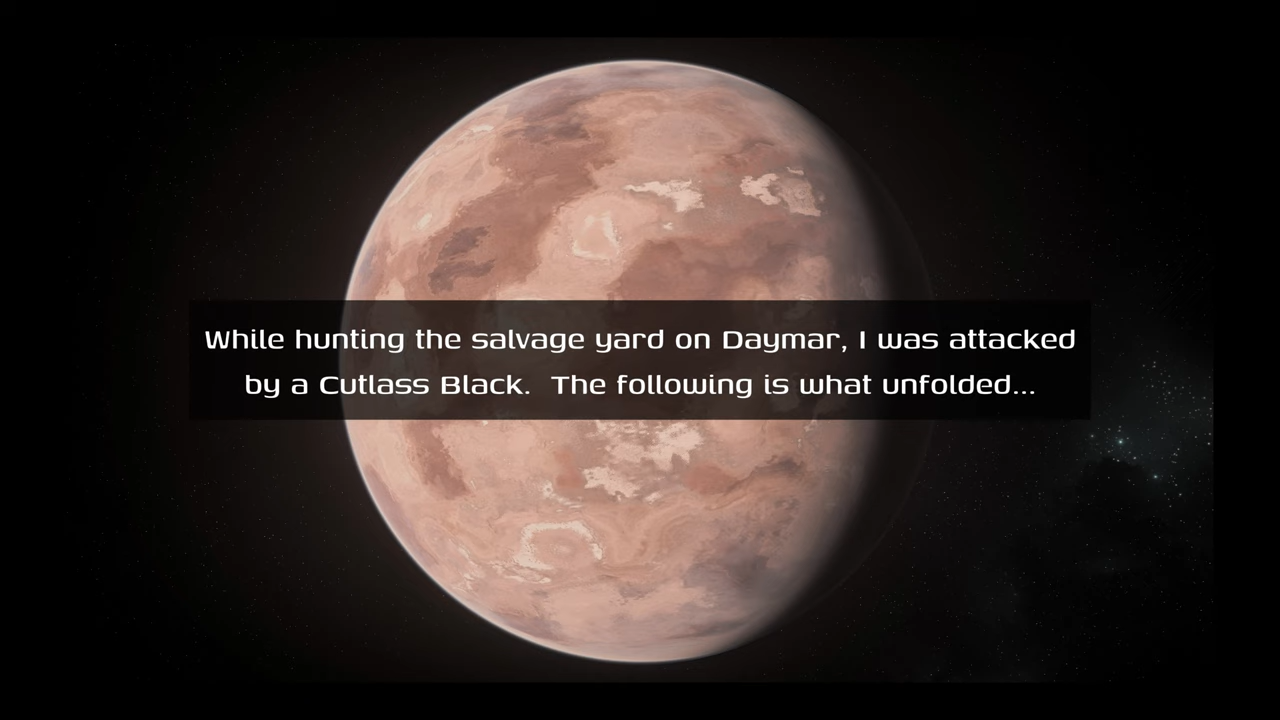 While hunting the salvage yard on Daymar, I was attacked
by a Cutlass Black.  The following is what unfolded...